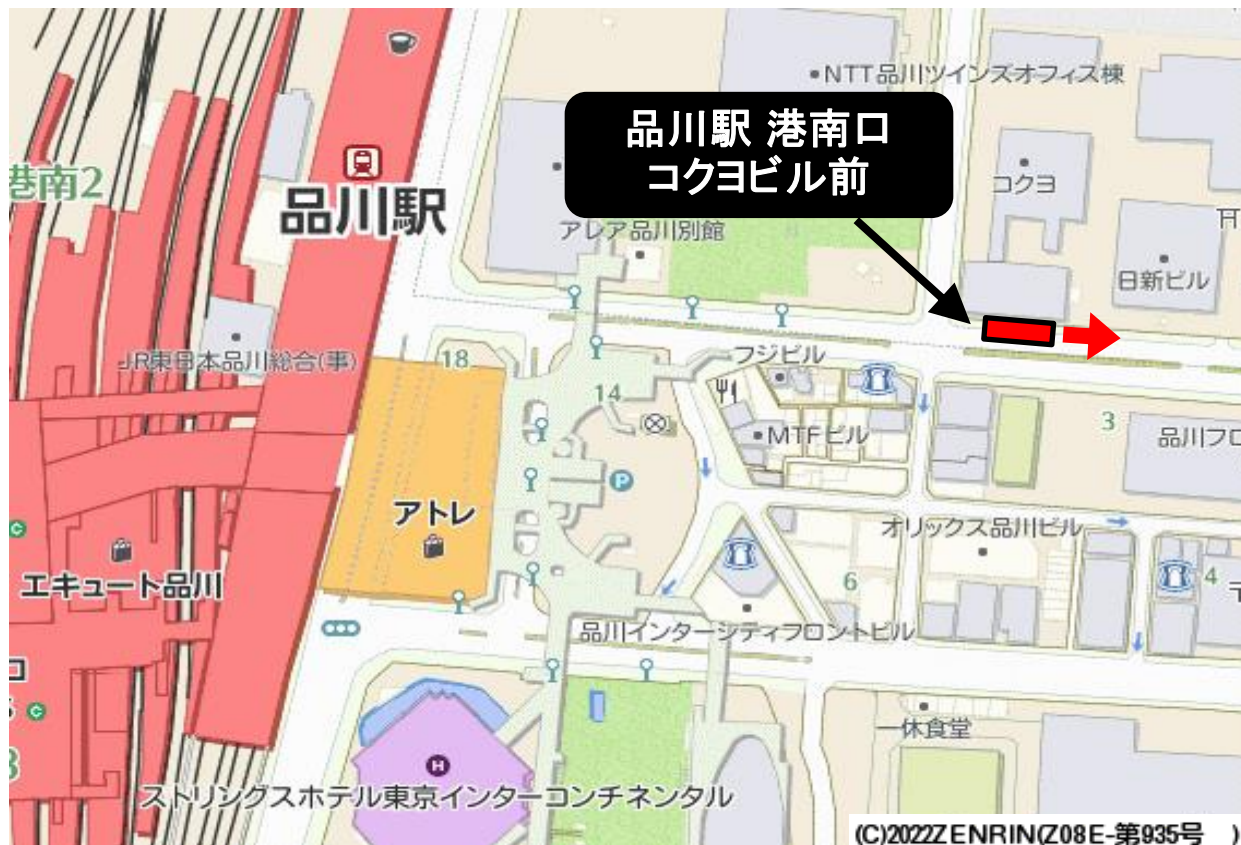 NTT品川ツインズオフィス棟
品川駅 港南口
コクヨビル前
港南2
コクヨ
品川駅
アレア品川別館
日新ビル
JR東日本品川総合(事)
18
フジビル
14
MTFビル
3
品川フロ
P
アトレ
オリックス品川ビル
C
エキュート品川
6
4
品川インターシティフロントビル
口
C
一休食堂
H
3
ストリングスホテル東京インターコンチネンタル
(C)2022ZENRIN(Z08E-第935号 )